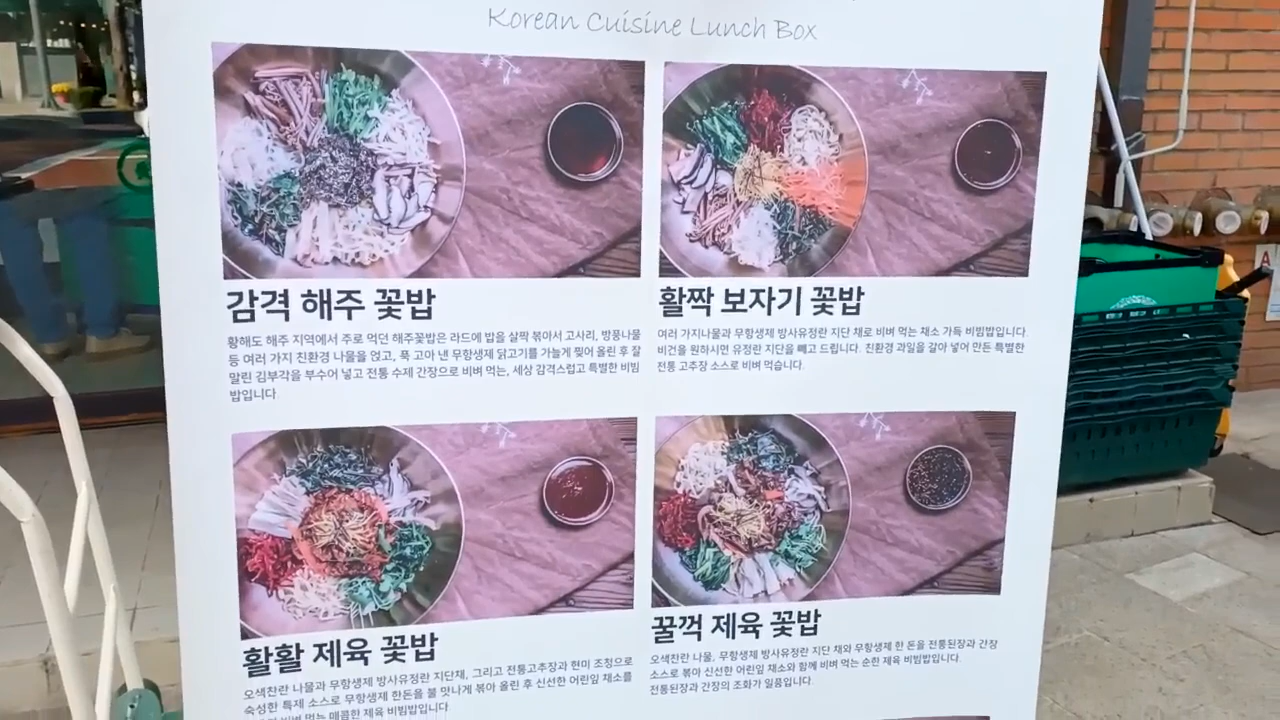 Korean Cuisine Lunch Box
감격 해주 꽃밥
황해도 해주 지역에서 주로 먹던 해주꽃밥은 라드에 밥을 살짝 볶아서 고사리, 방풍나물
등 여러 가지 친환경 나물을 얹고, 푹 고아 낸 무항생제 닭고기를 가늘게 찢어 올린 후 잘
말린 김부각을 부수어 넣고 전통 수제 간장으로 비벼 먹는, 세상 감격스럽고 특별한 비빔
밥입니다
활짝 보자기 꽃밥
여러 가지나물과 무항생제 방사유정란 지단 채로 비벼 먹는 채소 가득 비빔밥입니다.
비건을 원하시면 유정란 지단을 빼고 드립니다. 친환경 과일을 갈아 넣어 만든 특별한
전통 고추장 소스로 비벼 먹습니다.
활활 제육 꽃밥
오색찬란 나물과 무항생제 방사유정란 지단채, 그리고 전통고추장과 현미 조청으로
숙성한 특제 소스로 무항생제 한돈을 불 맛나게 볶아 올린 후 신선한 어린잎 채소를
비벼 먹는 매콤한 제육 비빔밥입니다
꿀꺽 제육 꽃밥
오색찬란 나물, 무항생제 방사유정란 지단 채와 무항생제 한 돈을 전통된장과 간장
소스로 볶아 신선한 어린잎 채소와 함께 비벼 먹는 순한 제육 비빔밥입니다.
전통된장과 간장의 조화가 일품입니다.
A